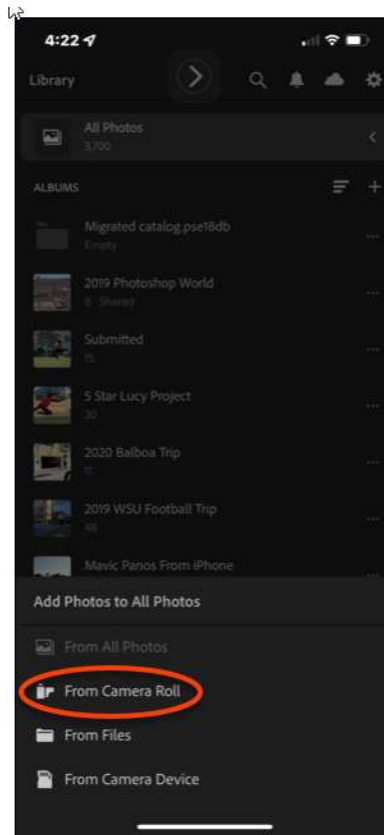 4:22
Library
All Photos
3,700
ALBUMS
Migrated catalog.pse18db
Empty
2019 Photoshop World
8 · Shared
Submitted
15
5 Star Lucy Project
30
2020 Balboa Trip
11
2019 WSU Football Trip
48
Mavic Panos From iPhone
Add Photos to All Photos
From All Photos
From Camera Roll
From Files
From Camera Device